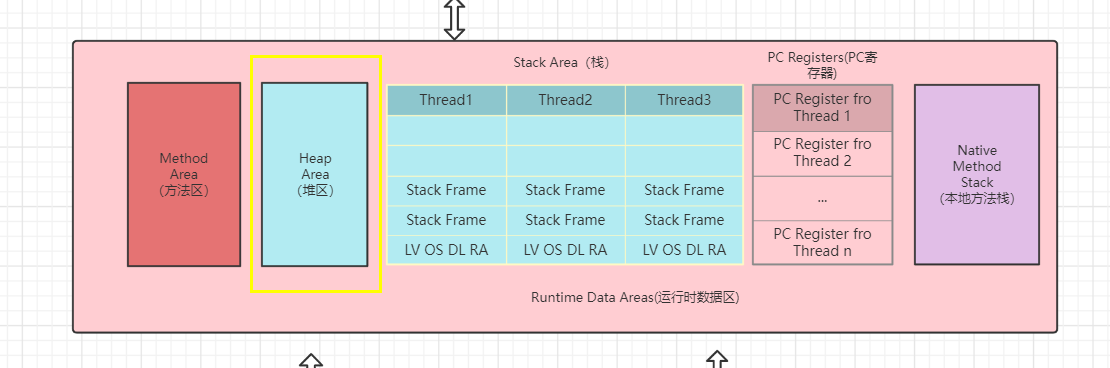 Method
Area
(方法区)
Heap
Area
(堆区)
Stack Area（栈）
Thread1 Thread2 Thread3
Stack Frame Stack Frame Stack Frame
Stack Frame Stack Frame Stack Frame
LV OS DL RA LV OS DL RA LV OS DL RA
PC Registers(PC寄
存器)
PC Register fro
Thread 1
PC Register fro
Thread 2
...
PC Register fro
Thread n
Native
Method
Stack
(本地方法栈)
Runtime Data Areas(运行时数据区)